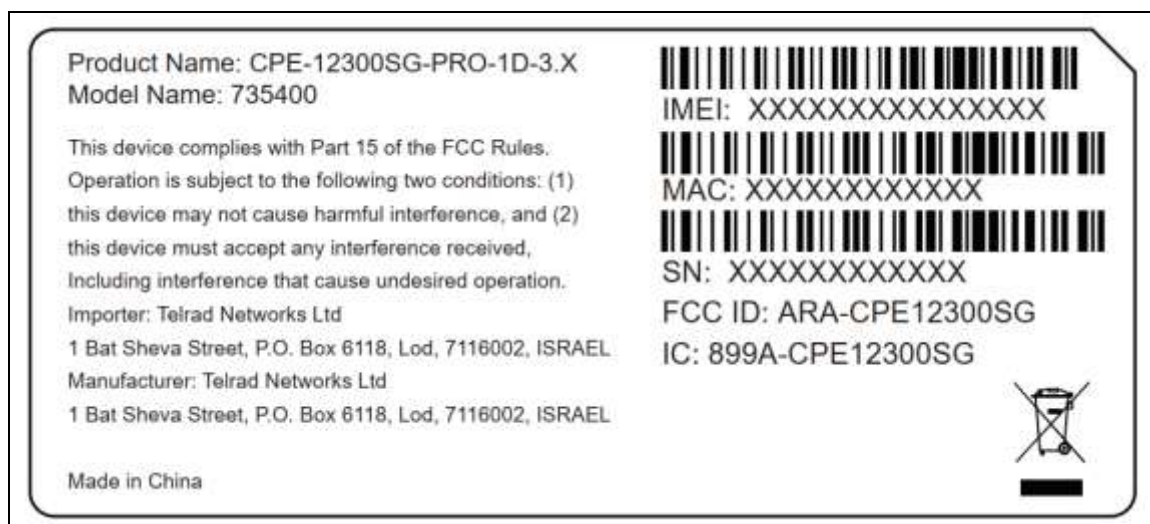 Product Name: CPE-12300SG-PRO-1D-3.X
Model Name: 735400
This device complies with Part 15 of the FCC Rules.
Operation is subject to the following two conditions: (1)
this device may not cause harmful interference, and (2)
this device must accept any interference received,
Including interference that cause undesired operation.
Importer: Telrad Networks Ltd
1 Bat Sheva Street, P.O. Box 6118, Lod, 7116002, ISRAEL
Manufacturer: Telrad Networks Ltd
1 Bat Sheva Street, P.O. Box 6118, Lod, 7116002, ISRAEL
Made in China
IMEI: XXXXXXXXXXXXXXX
MAC: XXXXXXXXXXXX
SN: XXXXXXXXXXXX
FCC ID: ARA-CPE12300SG
IC: 899A-CPE12300SG